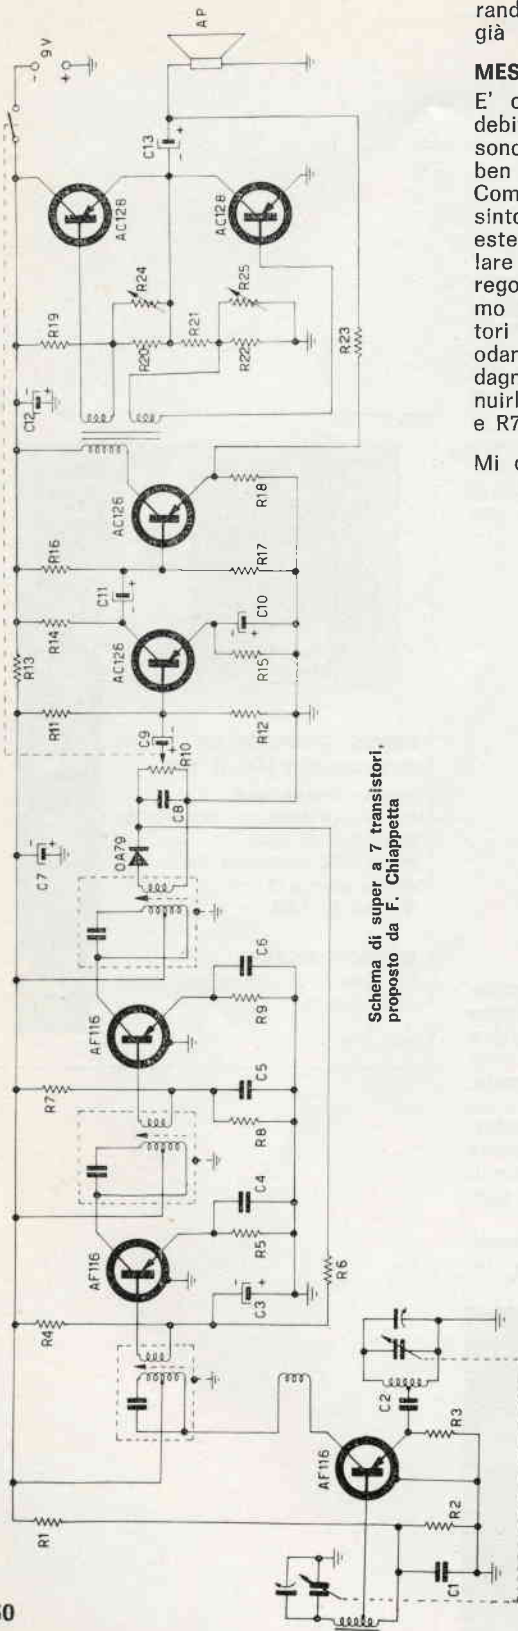 rand
già
MES
E' c
debi
sono
ben
Com
sinto
este
lare
rego
mo
tori
odar
dagn
nuirl
e R7
Mi c
Schema di super a 7 transistori,
proposto da F. Chiappetta
AP
9 V
-
+
C13
+
-
AC128
AC128
R24
R25
R19
R20
R21
R22
R23
C12
-
+
AC126
R18
R16
R17
C11
-
+
R14
C10
-
+
AC126
R15
R13
R11
R12
C9
-
+
R10
C8
OA79
C7
-
+
AF116
C6
R9
R7
C5
R8
AF116
C4
R5
C3
-
+
R6
R4
C2
R3
AF116
R2
R1
C1